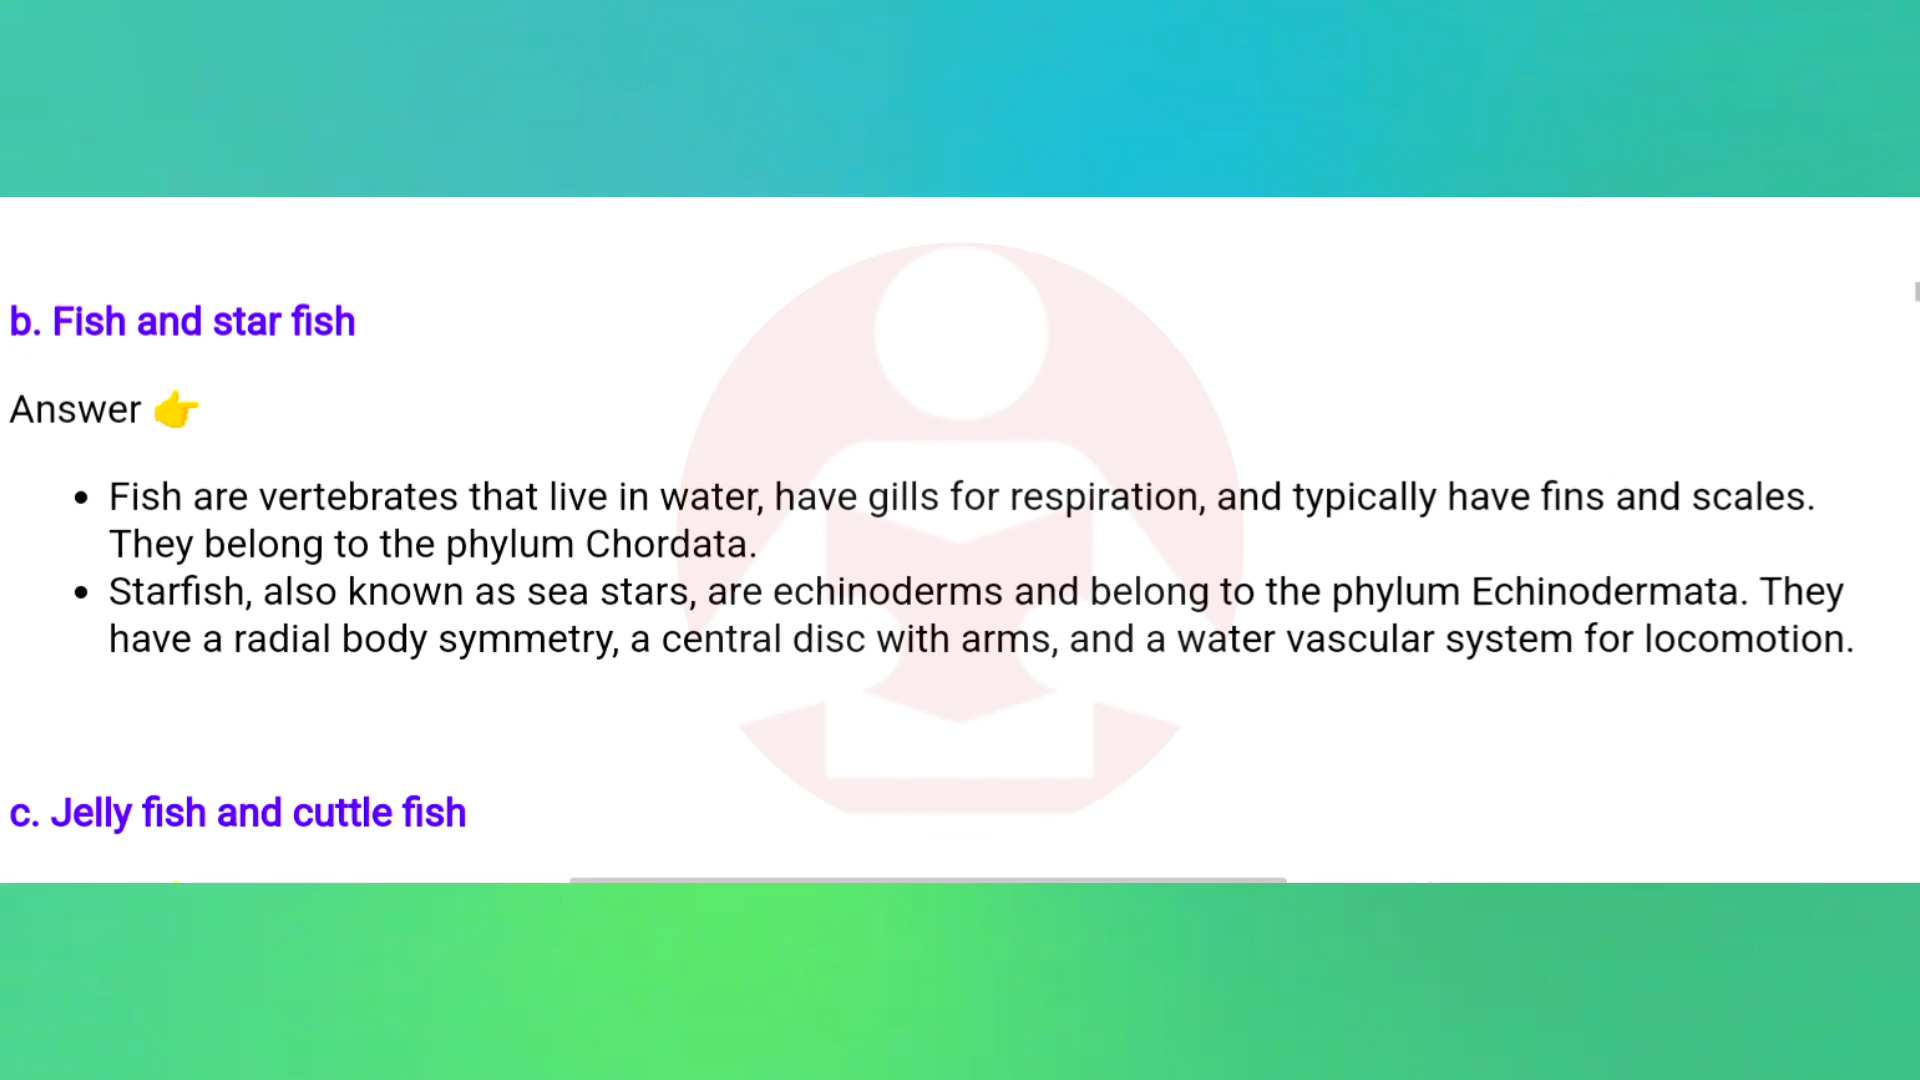 b. Fish and star fish
Answer 👉
• Fish are vertebrates that live in water, have gills for respiration, and typically have fins and scales.
They belong to the phylum Chordata.
• Starfish, also known as sea stars, are echinoderms and belong to the phylum Echinodermata. They
have a radial body symmetry, a central disc with arms, and a water vascular system for locomotion.
c. Jelly fish and cuttle fish